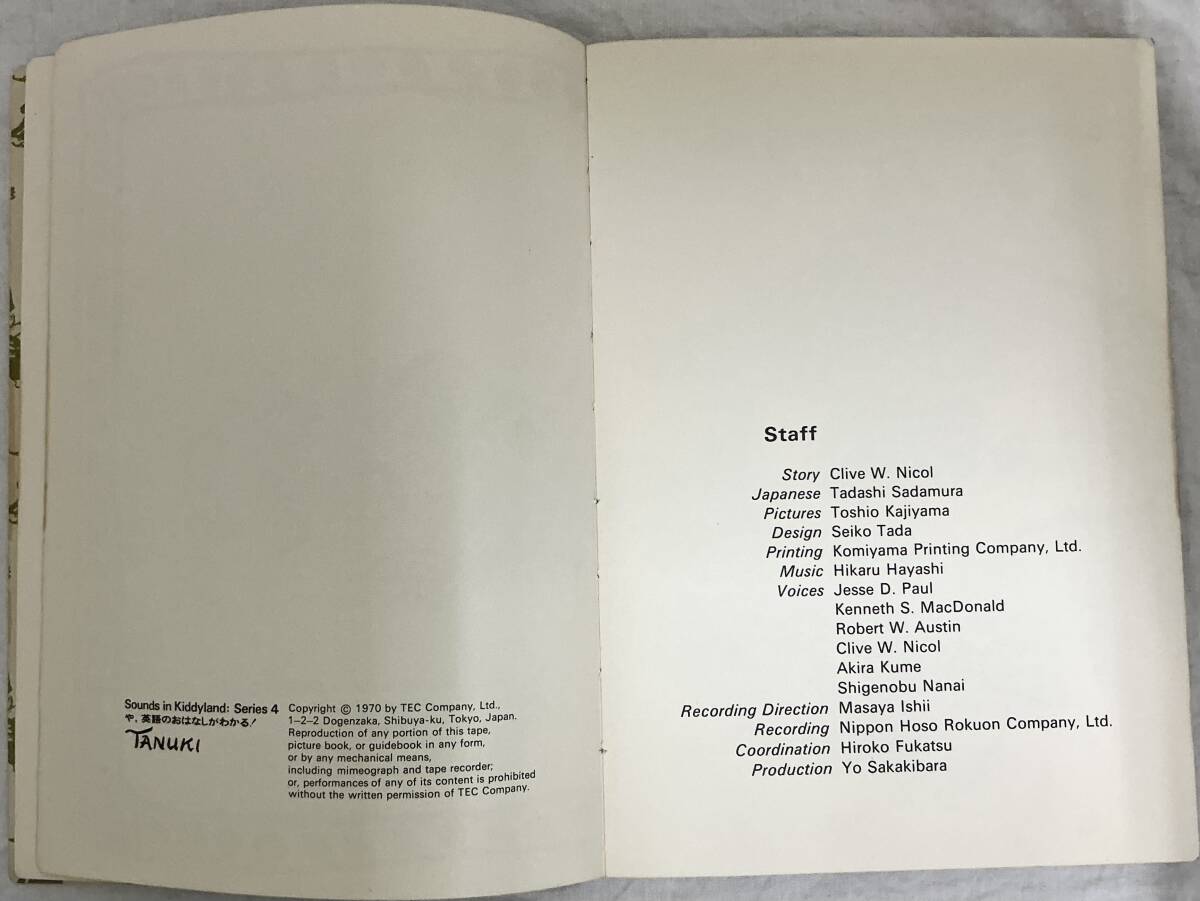 Sounds in Kiddyland: Series 4
や、英語のおはなしがわかる!
TANUKI
Copyright © 1970 by TEC Company, Ltd.,
1-2-2 Dogenzaka, Shibuya-ku, Tokyo, Japan.
Reproduction of any portion of this tape,
picture book, or guidebook in any form,
or by any mechanical means,
including mimeograph and tape recorder;
or, performances of any of its content is prohibited
without the written permission of TEC Company.
Staff
Story Clive W. Nicol
Japanese Tadashi Sadamura
Pictures Toshio Kajiyama
Design Seiko Tada
Printing Komiyama Printing Company, Ltd.
Music Hikaru Hayashi
Voices Jesse D. Paul
Kenneth S. MacDonald
Robert W. Austin
Clive W. Nicol
Akira Kume
Shigenobu Nanai
Recording Direction Masaya Ishii
Recording Nippon Hoso Rokuon Company, Ltd.
Coordination Hiroko Fukatsu
Production Yo Sakakibara